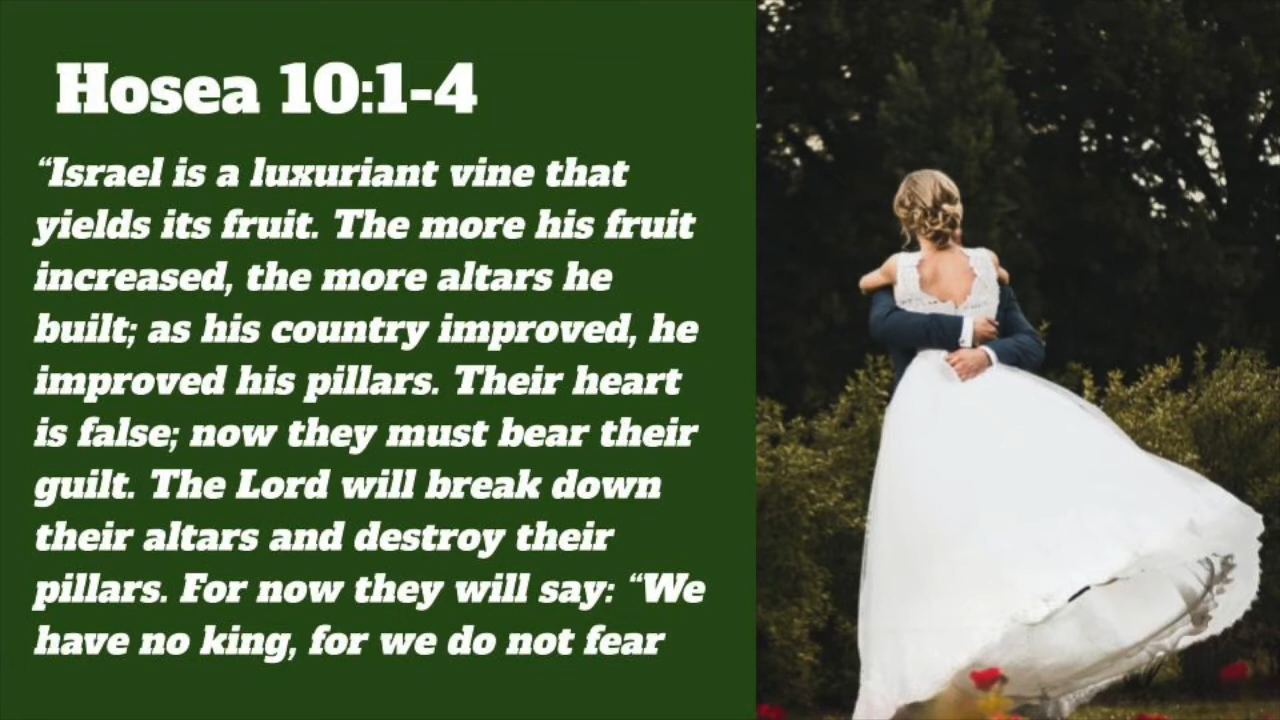 Hosea 10:1-4
“Israel is a luxuriant vine that
yields its fruit. The more his fruit
increased, the more altars he
built; as his country improved, he
improved his pillars. Their heart
is false; now they must bear their
guilt. The Lord will break down
their altars and destroy their
pillars. For now they will say: “We
have no king, for we do not fear